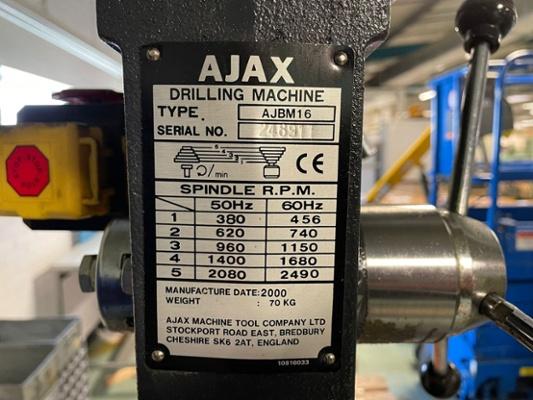 AJAX
DRILLING MACHINE
TYPE. AJBM16
SERIAL NO.
/min CE
SPINDLE R.P.M.
50Hz 60Hz
1 380 456
2 620 740
3 960 1150
4 1400 1680
5 2080 2490
MANUFACTURE DATE: 2000
WEIGHT : 70 KG
AJAX MACHINE TOOL COMPANY LTD
STOCKPORT ROAD EAST, BREDBURY
CHESHIRE SK6 2AT, ENGLAND
10816033